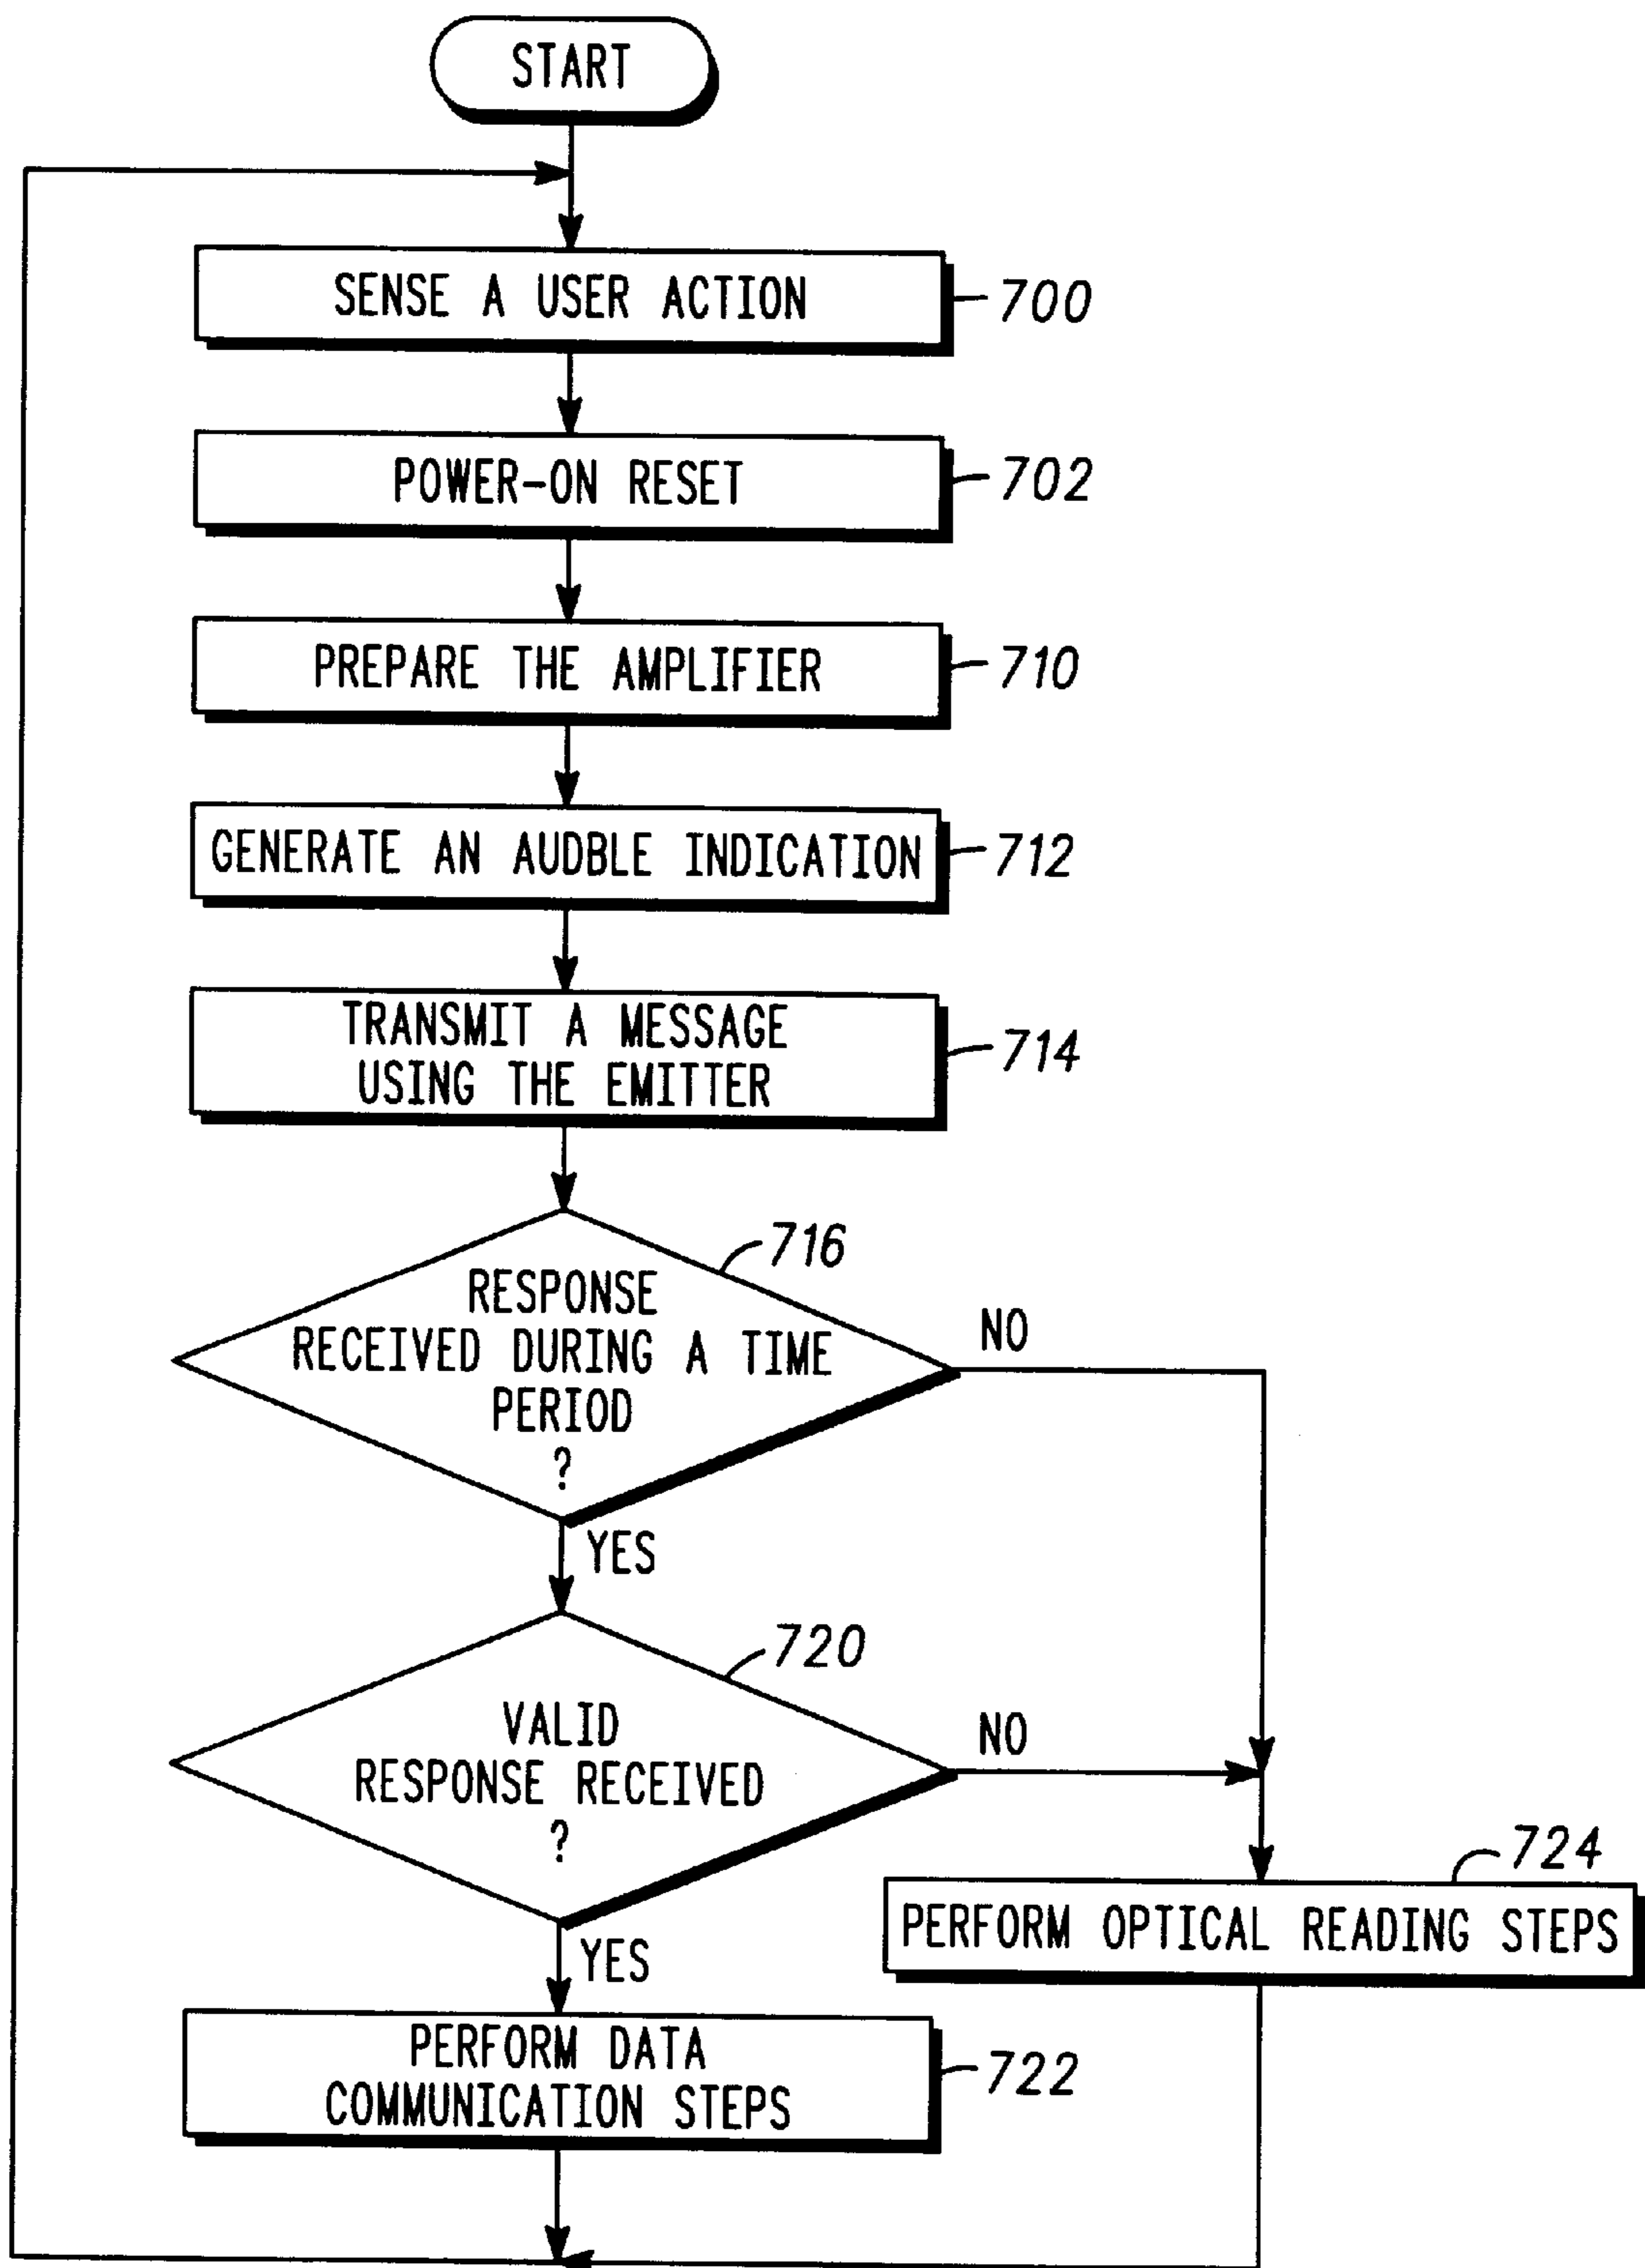 START
SENSE A USER ACTION
700
POWER-ON RESET
702
PREPARE THE AMPLIFIER
710
GENERATE AN AUDBLE INDICATION
712
TRANSMIT A MESSAGE
USING THE EMITTER
714
716
RESPONSE
RECEIVED DURING A TIME
PERIOD
?
NO
YES
720
VALID
RESPONSE RECEIVED
?
NO
YES
724
PERFORM OPTICAL READING STEPS
PERFORM DATA
COMMUNICATION STEPS
722